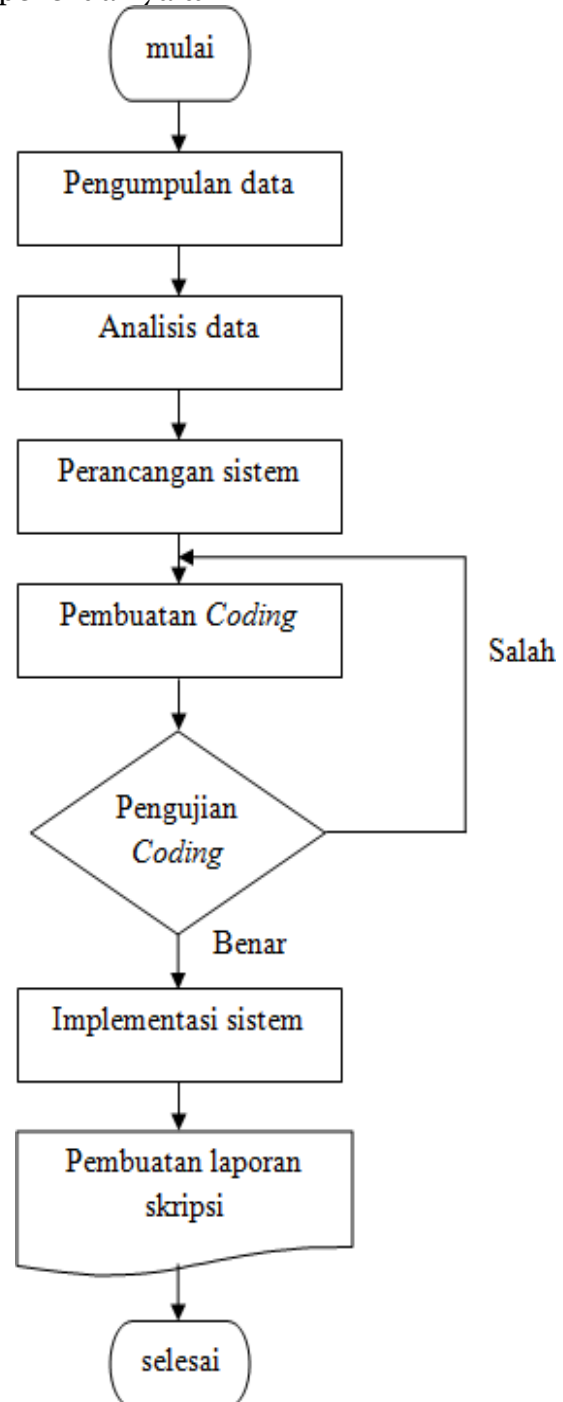 mulai
Pengumpulan data
Analisis data
Perancangan sistem
Pembuatan Coding
Salah
Pengujian
Coding
Benar
Implementasi sistem
Pembuatan laporan
skripsi
selesai